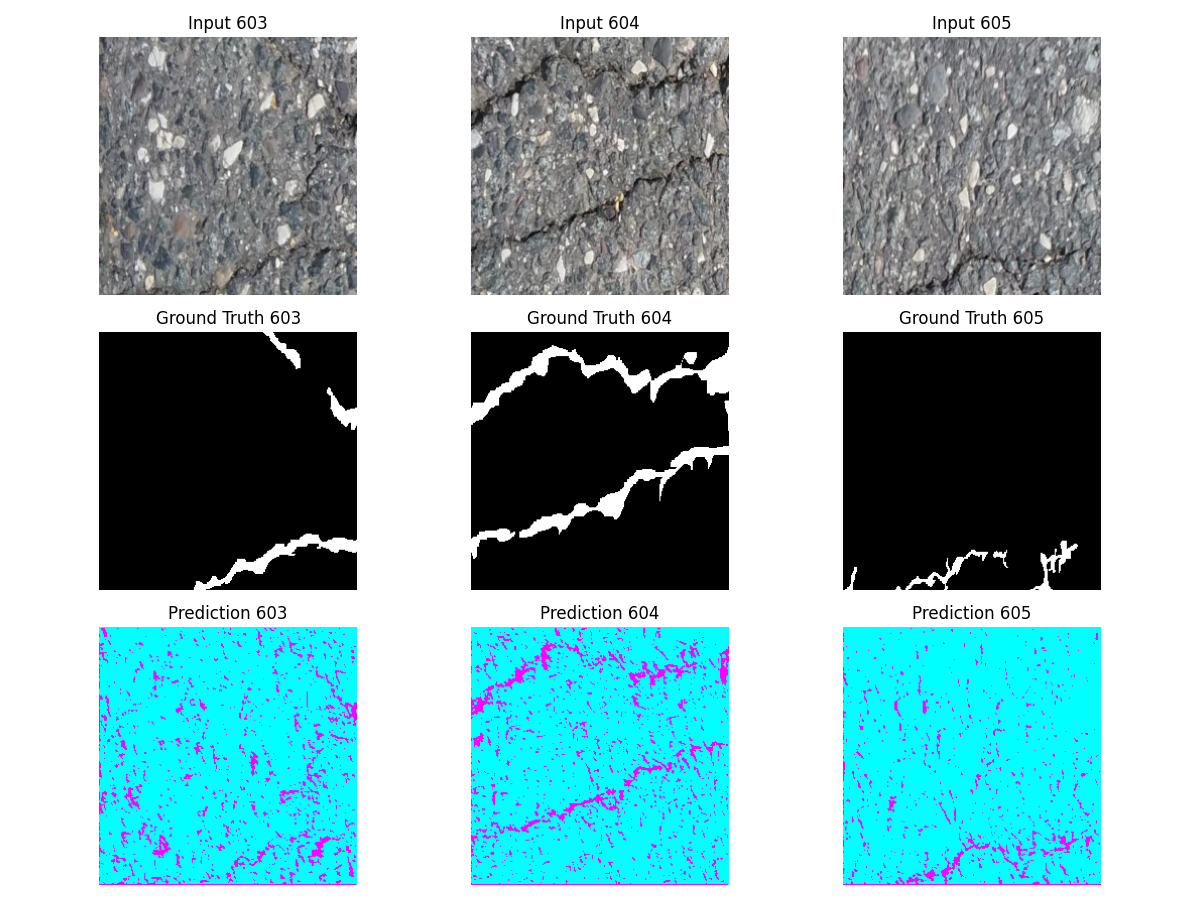 Input 603
Input 604
Input 605
Ground Truth 603
Ground Truth 604
Ground Truth 605
Prediction 603
Prediction 604
Prediction 605